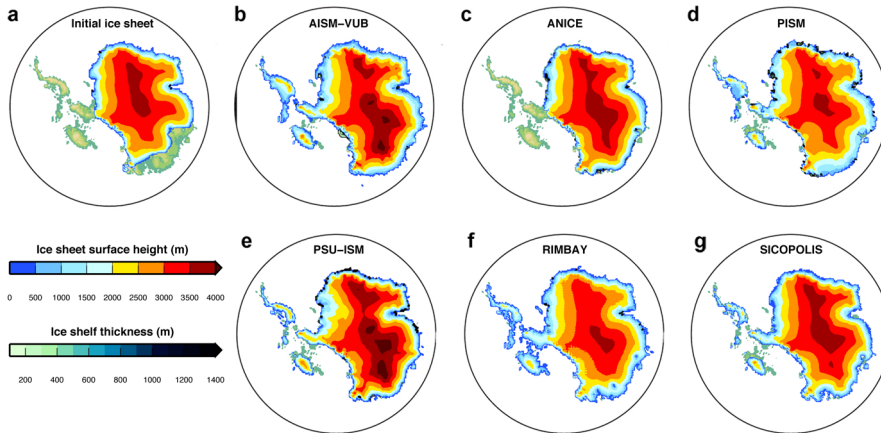 a
Initial ice sheet
b
AISM-VUB
c
ANICE
d
PISM
Ice sheet surface height (m)
0 500 1000 1500 2000 2500 3000 3500 4000
Ice shelf thickness (m)
200 400 600 800 1000 1200 1400
e
PSU-ISM
f
RIMBAY
g
SICOPOLIS